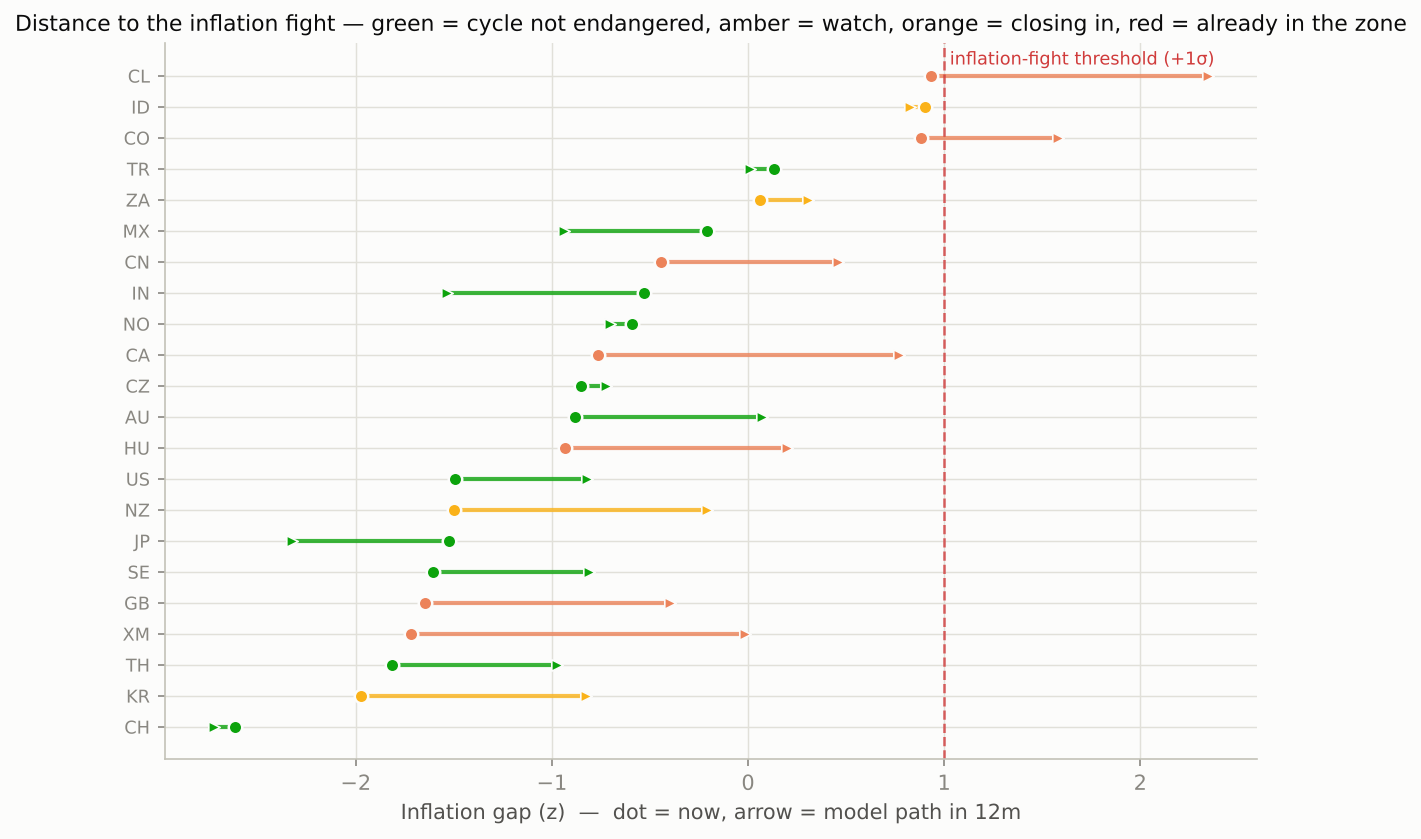 Distance to the inflation fight — green = cycle not endangered, amber = watch, orange = closing in, red = already in the zone
inflation-fight threshold (+1σ)
CL
ID
CO
TR
ZA
MX
CN
IN
NO
CA
CZ
AU
HU
US
NZ
JP
SE
GB
XM
TH
KR
CH
−2 −1 0 1 2
Inflation gap (z) — dot = now, arrow = model path in 12m